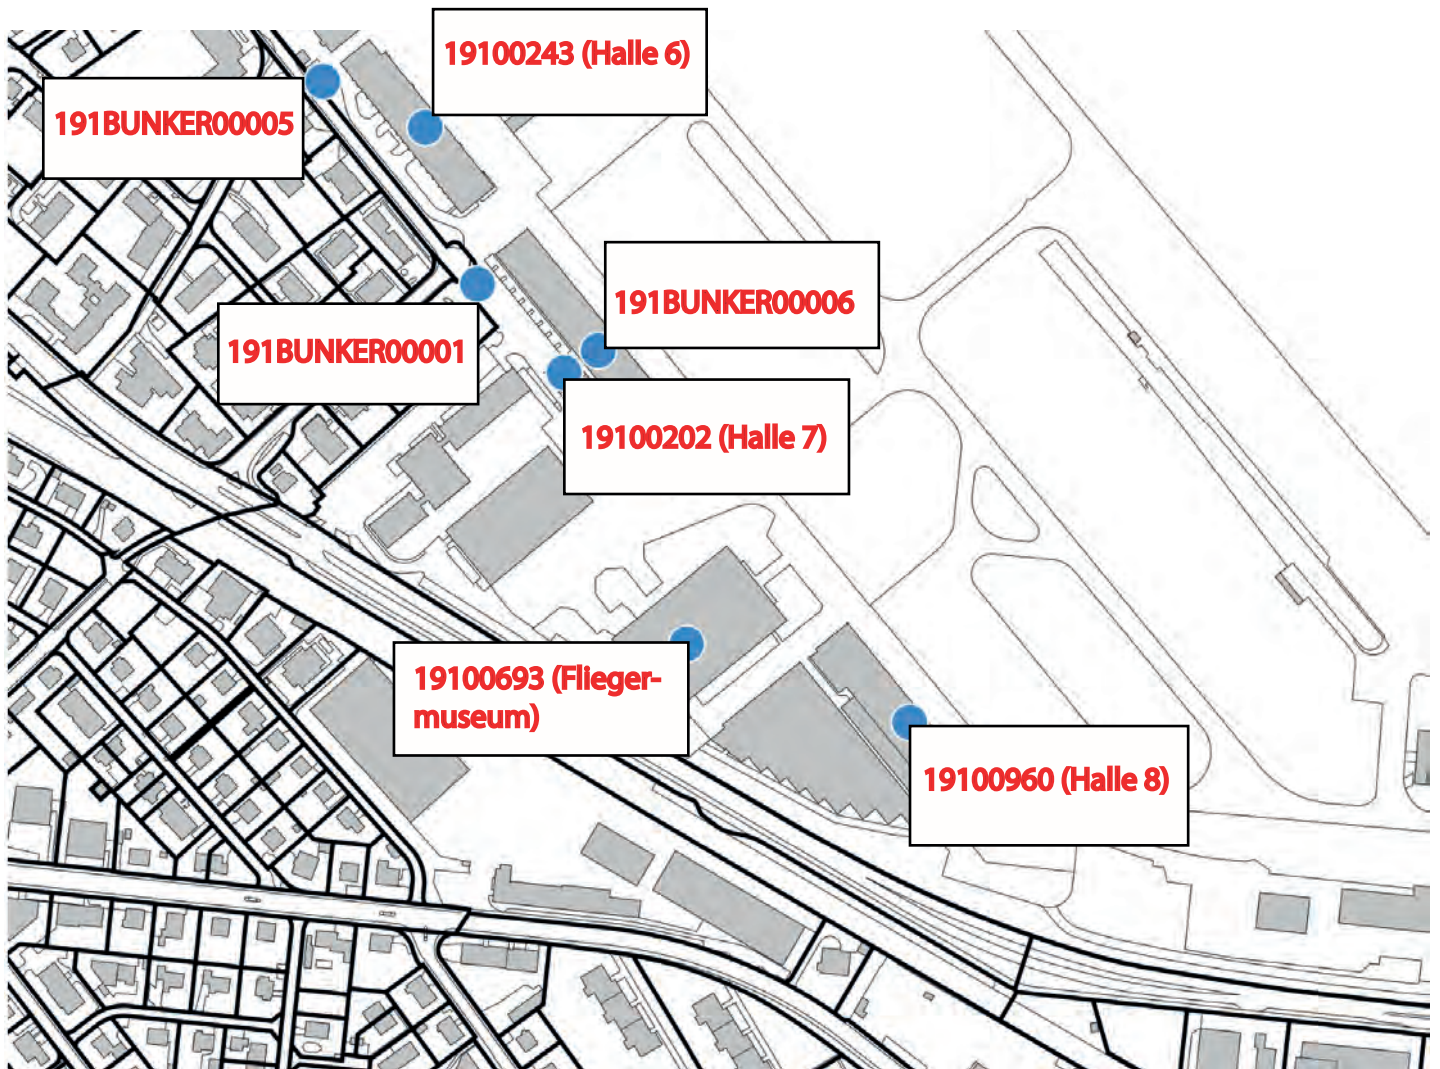 19100243 (Halle 6)
191BUNKER00005
191BUNKER00006
191BUNKER00001
19100202 (Halle 7)
19100693 (Flieger-
museum)
19100960 (Halle 8)